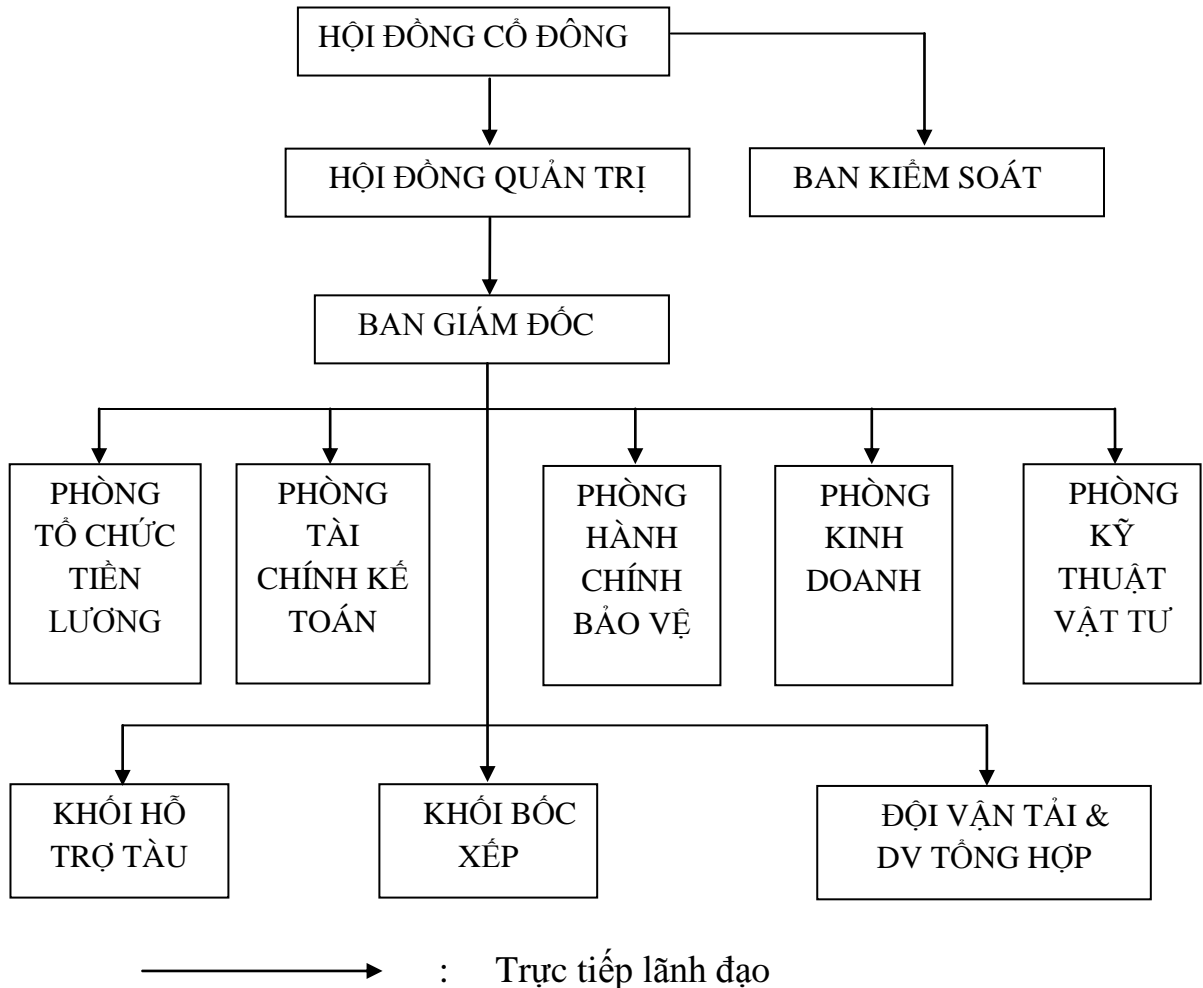 HỘI ĐỒNG CỔ ĐÔNG
HỘI ĐỒNG QUẢN TRỊ
BAN KIỂM SOÁT
BAN GIÁM ĐỐC
PHÒNG
TỔ CHỨC
TIỀN
LƯƠNG
PHÒNG
TÀI
CHÍNH KẾ
TOÁN
PHÒNG
HÀNH
CHÍNH
BẢO VỆ
PHÒNG
KINH
DOANH
PHÒNG
KỸ
THUẬT
VẬT TƯ
KHỐI HỖ
TRỢ TÀU
KHỐI BỐC
XẾP
ĐỘI VẬN TẢI &
DV TỔNG HỢP
: Trực tiếp lãnh đạo